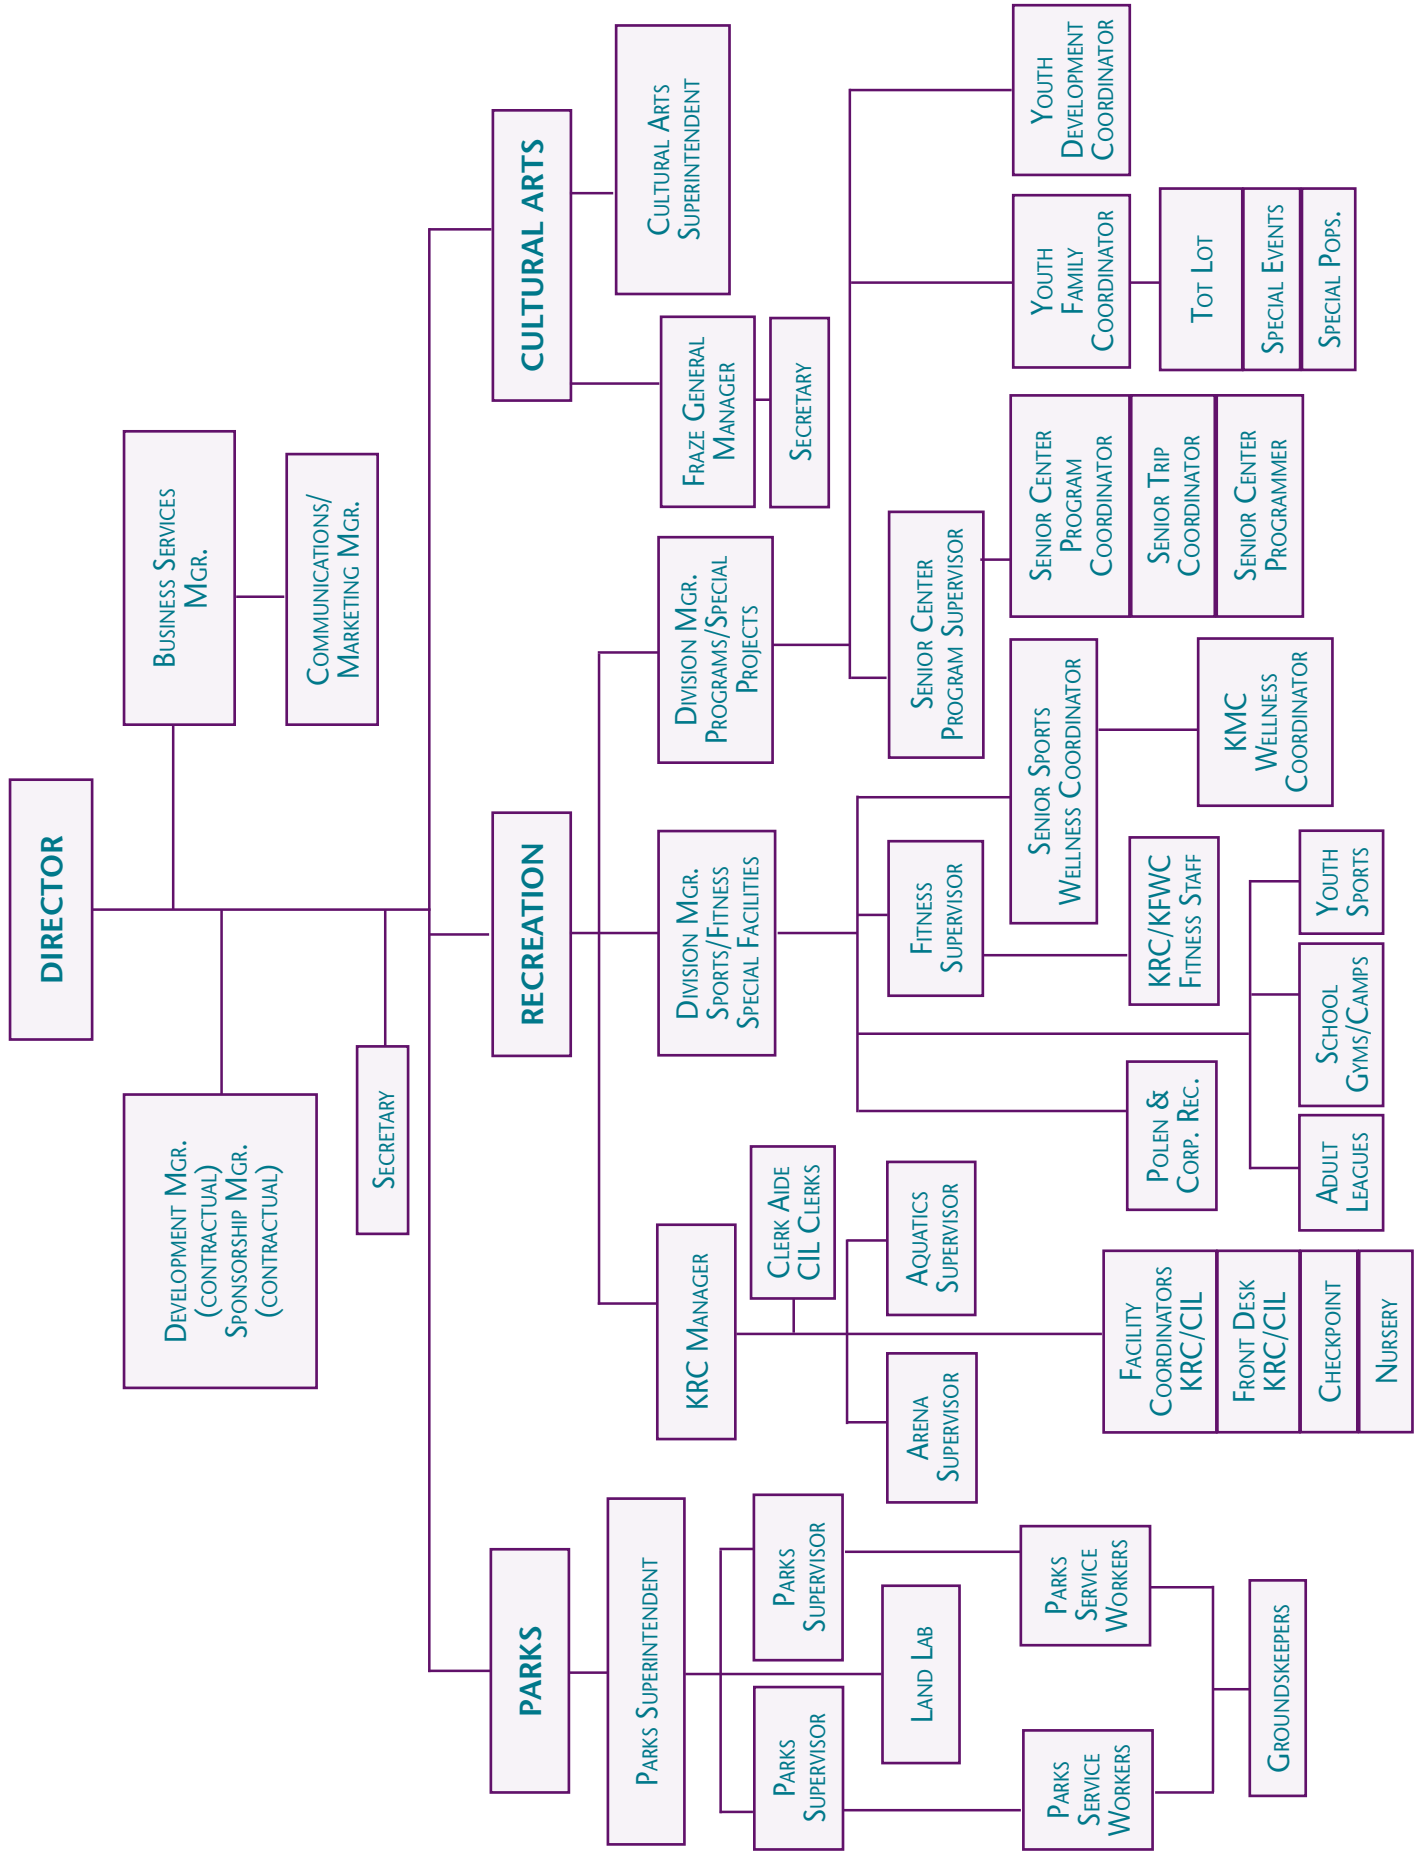 DIRECTOR
DEVELOPMENT MGR.
(CONTRACTUAL)
SPONSORSHIP MGR.
(CONTRACTUAL)
BUSINESS SERVICES
MGR.
COMMUNICATIONS/
MARKETING MGR.
SECRETARY
PARKS
RECREATION
CULTURAL ARTS
PARKS SUPERINTENDENT
PARKS
SUPERVISOR
PARKS
SUPERVISOR
LAND LAB
PARKS
SERVICE
WORKERS
PARKS
SERVICE
WORKERS
GROUNDSKEEPERS
KRC MANAGER
CLERK AIDE
CIL CLERKS
ARENA
SUPERVISOR
AQUATICS
SUPERVISOR
FACILITY
COORDINATORS
KRC/CIL
FRONT DESK
KRC/CIL
CHECKPOINT
NURSERY
DIVISION MGR.
SPORTS/FITNESS
SPECIAL FACILITIES
POLEN &
CORP. REC.
FITNESS
SUPERVISOR
KRC/KFWC
FITNESS STAFF
SENIOR SPORTS
WELLNESS COORDINATOR
KMC
WELLNESS
COORDINATOR
ADULT
LEAGUES
SCHOOL
GYMS/CAMPS
YOUTH
SPORTS
DIVISION MGR.
PROGRAMS/SPECIAL
PROJECTS
SENIOR CENTER
PROGRAM SUPERVISOR
SENIOR CENTER
PROGRAM
COORDINATOR
SENIOR TRIP
COORDINATOR
SENIOR CENTER
PROGRAMMER
YOUTH
FAMILY
COORDINATOR
TOT LOT
SPECIAL EVENTS
SPECIAL POPS.
YOUTH
DEVELOPMENT
COORDINATOR
FRAZE GENERAL
MANAGER
SECRETARY
CULTURAL ARTS
SUPERINTENDENT